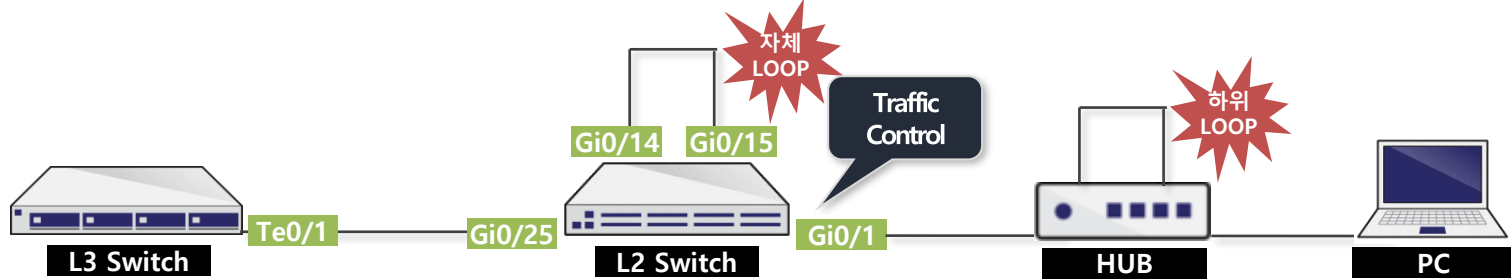 자체
LOOP
Traffic
Control
하위
LOOP
Gi0/14
Gi0/15
Te0/1
Gi0/25
Gi0/1
L3 Switch
L2 Switch
HUB
PC